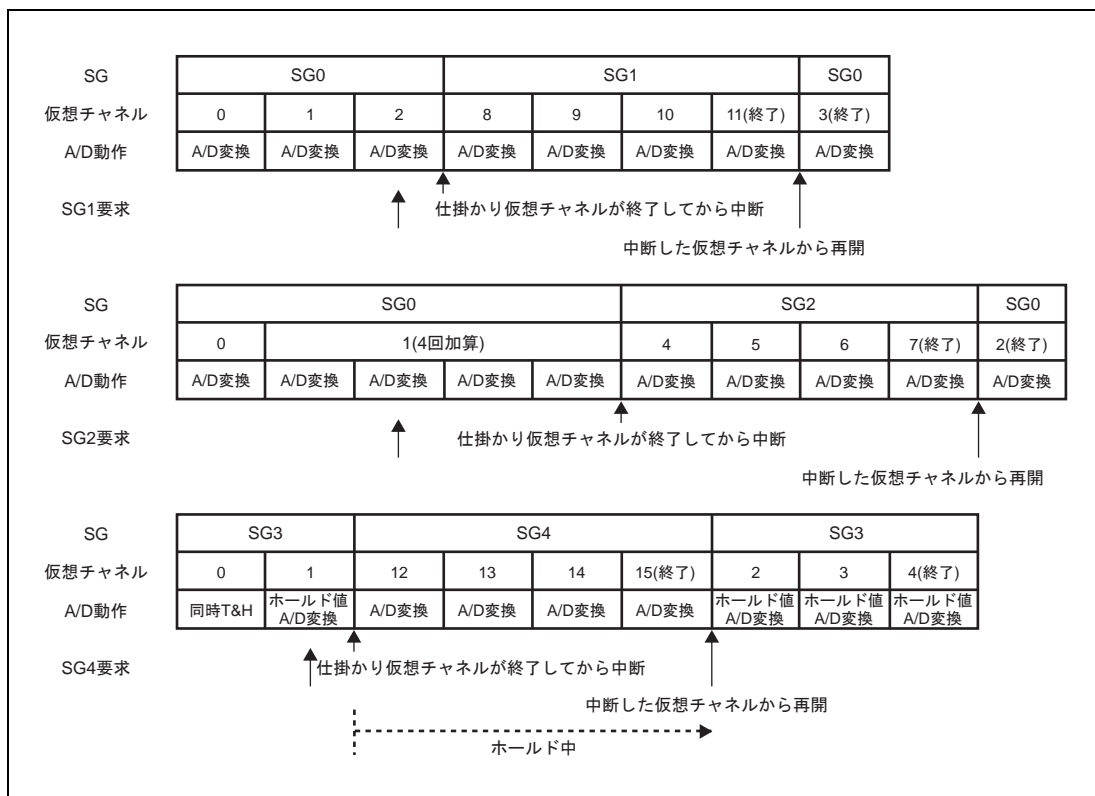 SG SG0 SG1 SG0
仮想チャネル 0 1 2 8 9 10 11(終了) 3(終了)
A/D動作 A/D変換 A/D変換 A/D変換 A/D変換 A/D変換 A/D変換 A/D変換 A/D変換
SG1要求 仕掛かり仮想チャネルが終了してから中断
中断した仮想チャネルから再開
SG SG0 SG2 SG0
仮想チャネル 0 1(4回加算) 4 5 6 7(終了) 2(終了)
A/D動作 A/D変換 A/D変換 A/D変換 A/D変換 A/D変換 A/D変換 A/D変換 A/D変換 A/D変換 A/D変換
SG2要求 仕掛かり仮想チャネルが終了してから中断
中断した仮想チャネルから再開
SG SG3 SG4 SG3
仮想チャネル 0 1 12 13 14 15(終了) 2 3 4(終了)
A/D動作 同時T&H ホールド値 A/D変換 A/D変換 A/D変換 A/D変換 A/D変換 ホールド値 A/D変換 ホールド値 A/D変換 ホールド値 A/D変換
SG4要求 仕掛かり仮想チャネルが終了してから中断
中断した仮想チャネルから再開
ホールド中